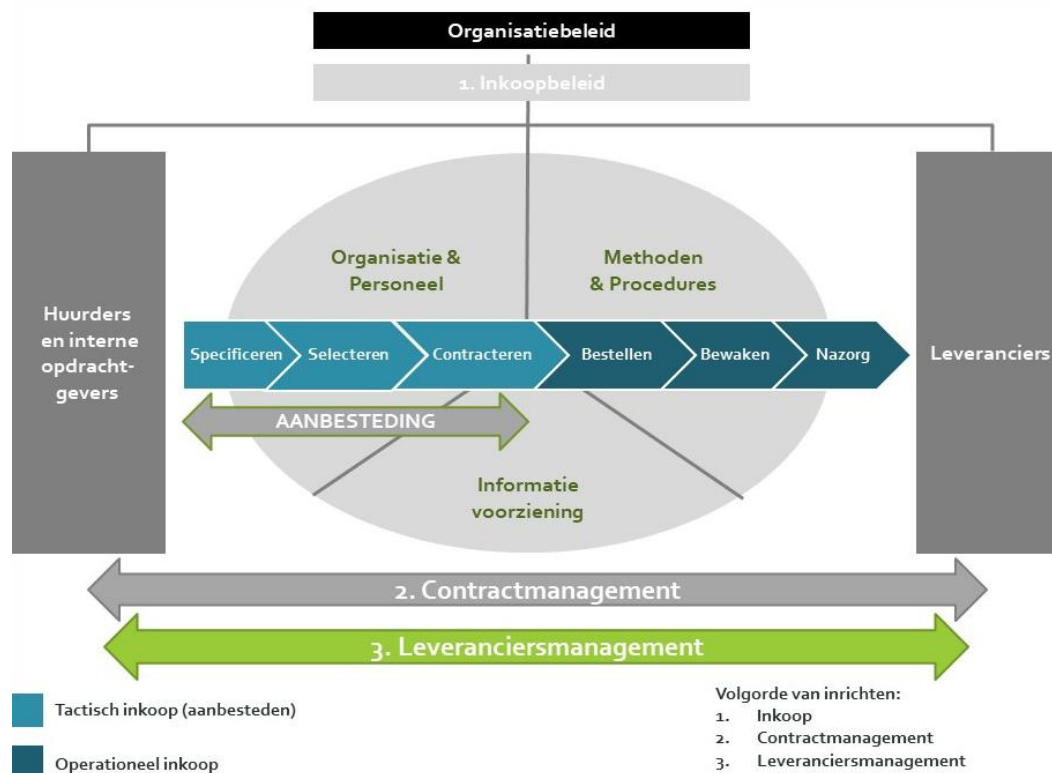 Organisatiebeleid
1. Inkoopbeleid
Huurders
en interne
opdracht-
gevers
Organisatie &
Personeel
Methoden
& Procedures
Specificeren
Selecteren
Contracteren
Bestellen
Bewaken
Nazorg
Leveranciers
AANBESTEDING
Informatie
voorziening
2. Contractmanagement
3. Leveranciersmanagement
Tactisch inkoop (aanbesteden)
Operationeel inkoop
Volgorde van inrichten:
1. Inkoop
2. Contractmanagement
3. Leveranciersmanagement